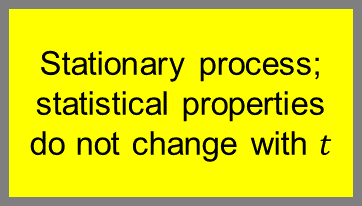 Stationary process;
statistical properties
do not change with t